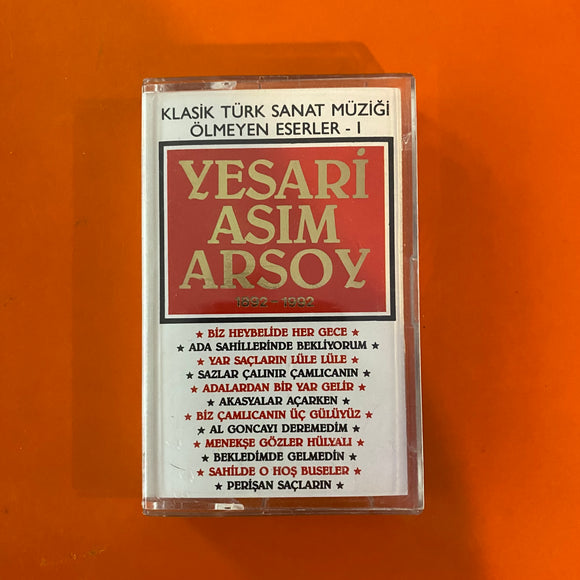 KLASİK TÜRK SANAT MÜZİĞİ
ÖLMEYEN ESERLER - I
YESARİ
ASIM
ARSOY
★ BİZ HEYBELİDE HER GECE ★
★ ADA SAHİLLERİNDE BEKLİYORUM ★
★ YAR SAÇLARIN LÜLE LÜLE ★
★ SAZLAR ÇALINIR ÇAMLICANIN ★
★ ADALARDAN BİR YAR GELİR ★
★ AKASYALAR AÇARKEN ★
★ BİZ ÇAMLICANIN ÜÇ GÜLÜYÜZ ★
★ AL GONCAYI DEREMEDİM ★
★ MENEKŞE GÖZLER HÜLYALI ★
★ BEKLEDİMDE GELMEDİN ★
★ SAHİLDE O HOŞ BUSELER ★
★ PERİŞAN SAÇLARIN ★